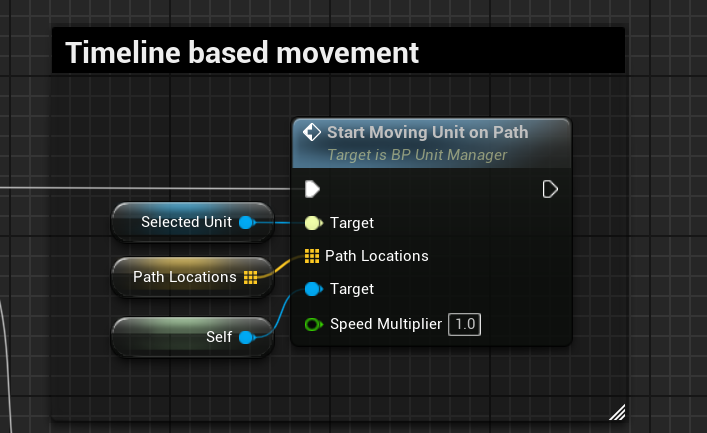 Timeline based movement
Start Moving Unit on Path
Target is BP Unit Manager
Selected Unit
Target
Path Locations
Path Locations
Self
Target
Speed Multiplier 1.0